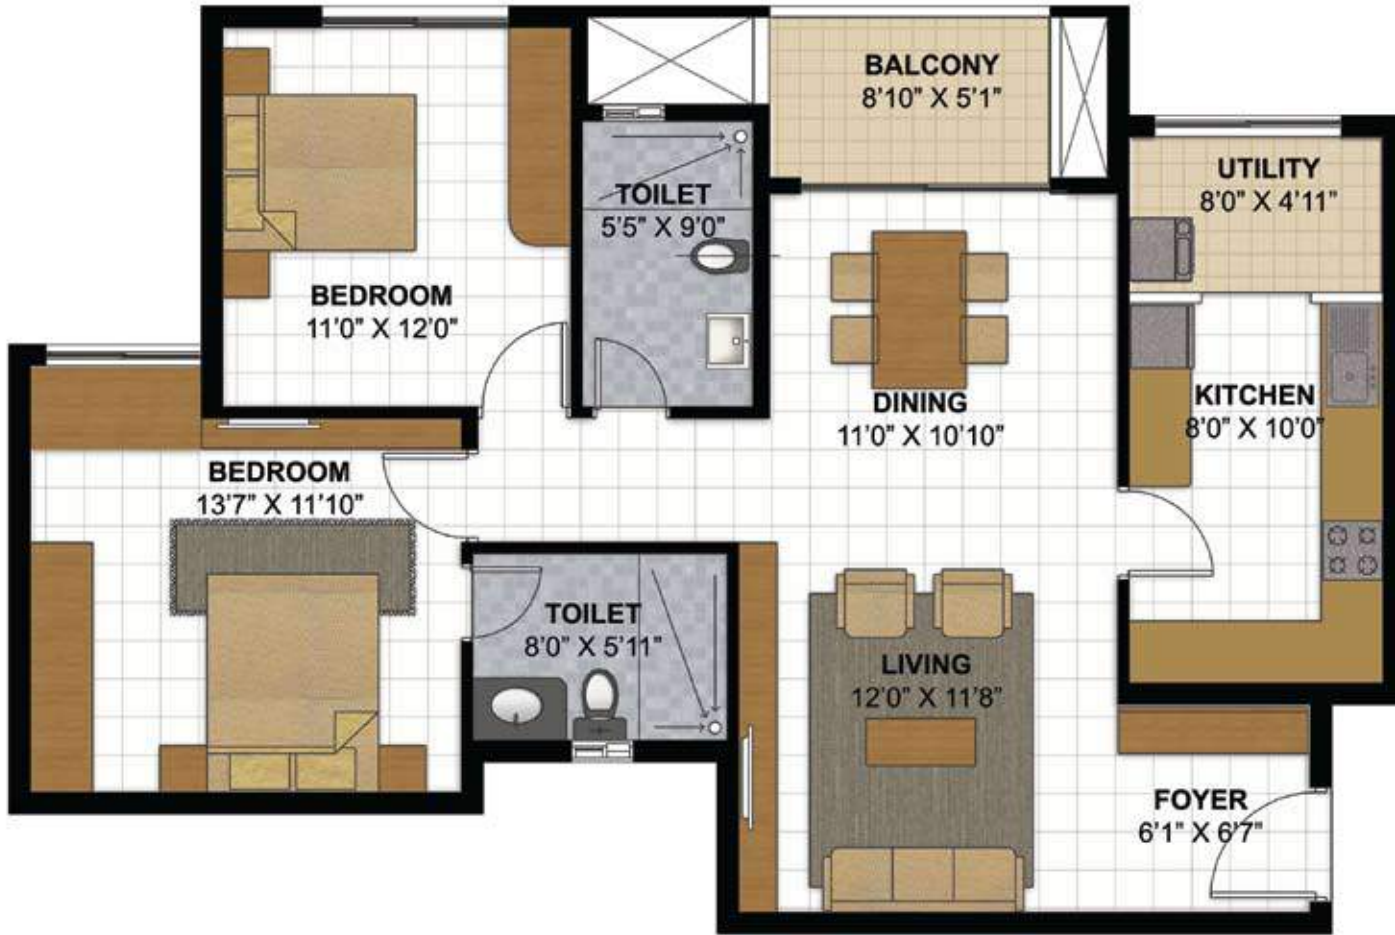 BALCONY
8'10" X 5'1"
UTILITY
8'0" X 4'11"
TOILET
5'5" X 9'0"
BEDROOM
11'0" X 12'0"
DINING
11'0" X 10'10"
KITCHEN
8'0" X 10'0"
BEDROOM
13'7" X 11'10"
TOILET
8'0" X 5'11"
LIVING
12'0" X 11'8"
FOYER
6'1" X 6'7"